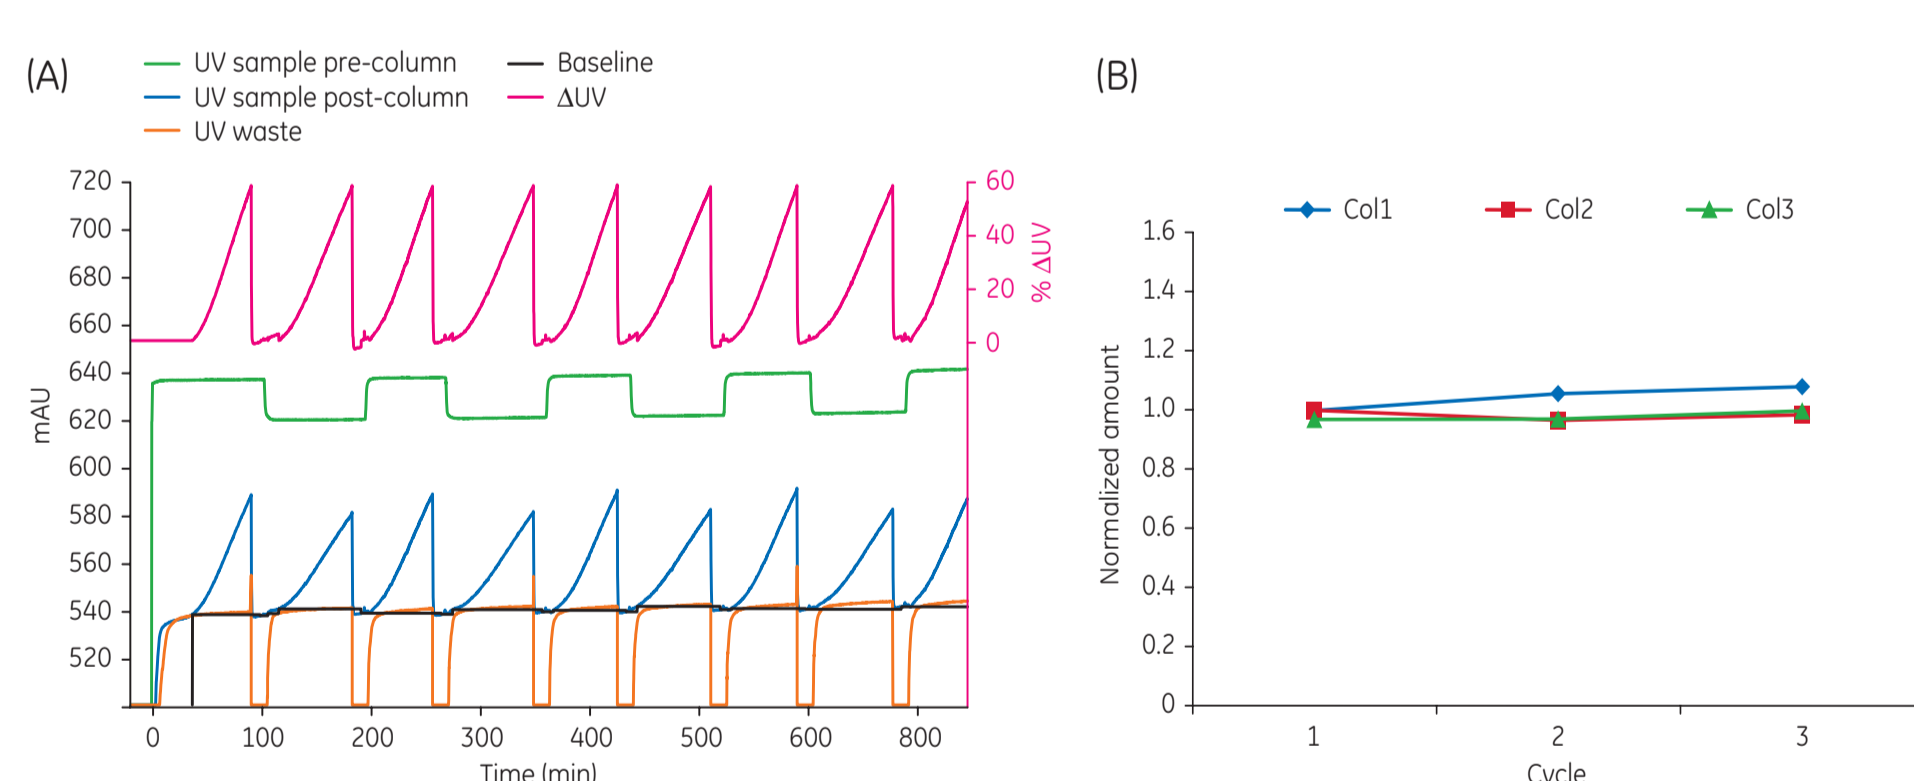 (A)
UV sample pre-column
Baseline
UV sample post-column
ΔUV
UV waste
720
700
680
660
640
620
600
580
560
540
520
mAU
60
40
20
0
% ΔUV
0 100 200 300 400 500 600 700 800
Time (min)
(B)
Col1 Col2 Col3
1.6
1.4
1.2
1.0
0.8
0.6
0.4
0.2
0
Normalized amount
1 2 3
Cycle